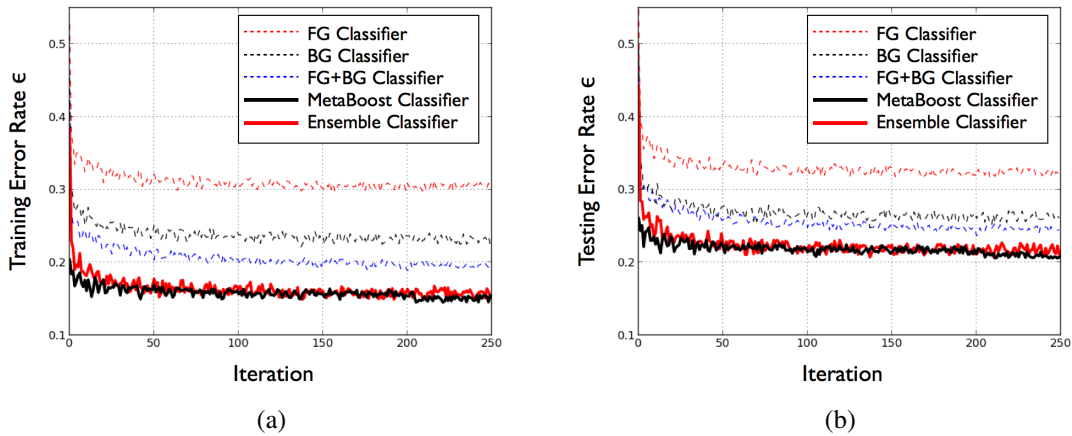 FG Classifier
BG Classifier
FG+BG Classifier
MetaBoost Classifier
Ensemble Classifier
Training Error Rate ϵ
0.5
0.4
0.3
0.2
0.1
0 50 100 150 200 250
Iteration
(a)
FG Classifier
BG Classifier
FG+BG Classifier
MetaBoost Classifier
Ensemble Classifier
Testing Error Rate ϵ
0.5
0.4
0.3
0.2
0.1
0 50 100 150 200 250
Iteration
(b)